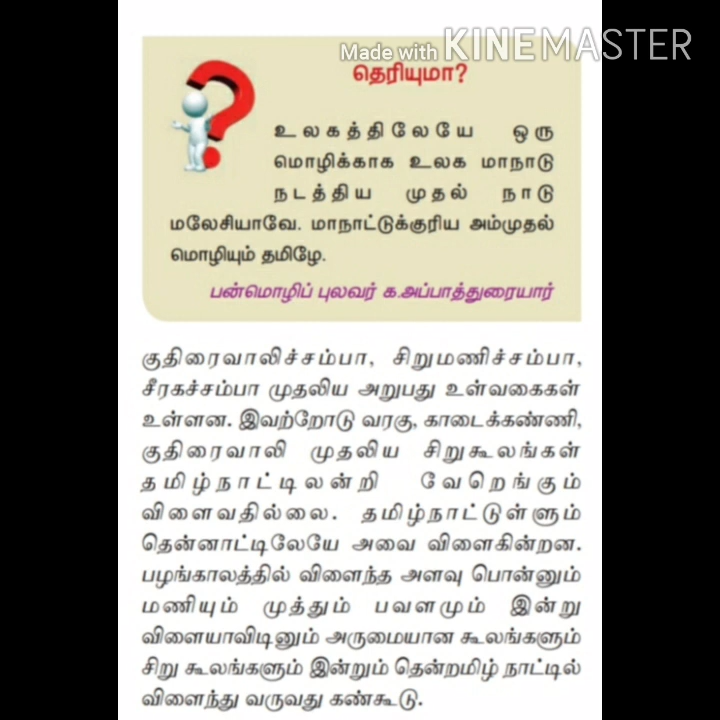 Made with KINEMASTER
தெரியுமா?
உலகத்திலேயே ஒரு
மொழிக்காக உலக மாநாடு
நடத்திய முதல் நாடு
மலேசியாவே. மாநாட்டுக்குரிய அம்முதல்
மொழியும் தமிழே.
பன்மொழிப் புலவர் க.அப்பாத்துரையார்
குதிரைவாலிச்சம்பா, சிறுமணிச்சம்பா,
சீரகச்சம்பா முதலிய அறுபது உள்வகைகள்
உள்ளன. இவற்றோடு வரகு, காடைக்கண்ணி,
குதிரைவாலி முதலிய சிறுகூலங்கள்
தமிழ்நாட்டிலன்றி வேறெங்கும்
விளைவதில்லை. தமிழ்நாட்டுள்ளும்
தென்னாட்டிலேயே அவை விளைகின்றன.
பழங்காலத்தில் விளைந்த அளவு பொன்னும்
மணியும் முத்தும் பவளமும் இன்று
விளையாவிடினும் அருமையான கூலங்களும்
சிறு கூலங்களும் இன்றும் தென்றமிழ் நாட்டில்
விளைந்து வருவது கண்கூடு.